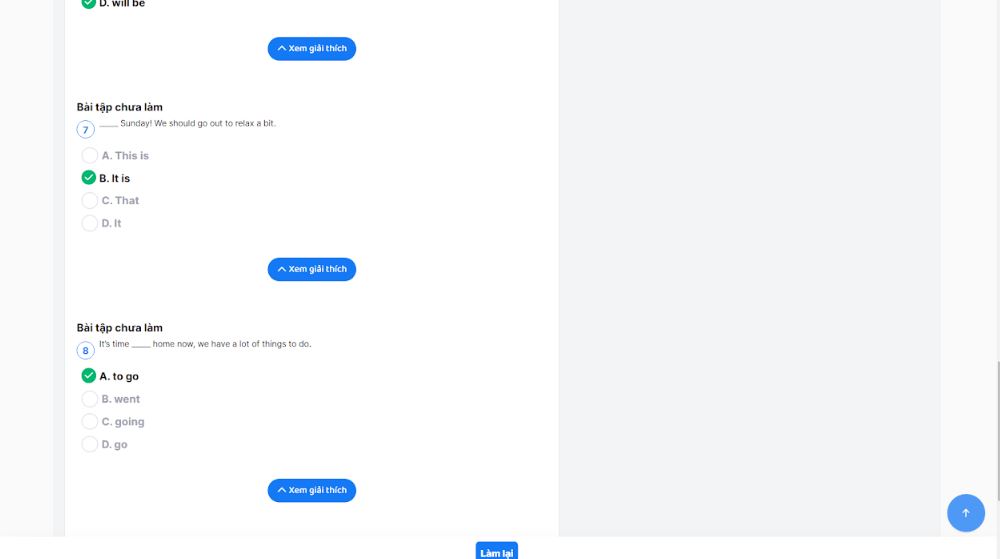 D. will be
Xem giải thích
Bài tập chưa làm
7 _____ Sunday! We should go out to relax a bit.
A. This is
B. It is
C. That
D. It
Xem giải thích
Bài tập chưa làm
8 It's time _____ home now, we have a lot of things to do.
A. to go
B. went
C. going
D. go
Xem giải thích
Làm lại